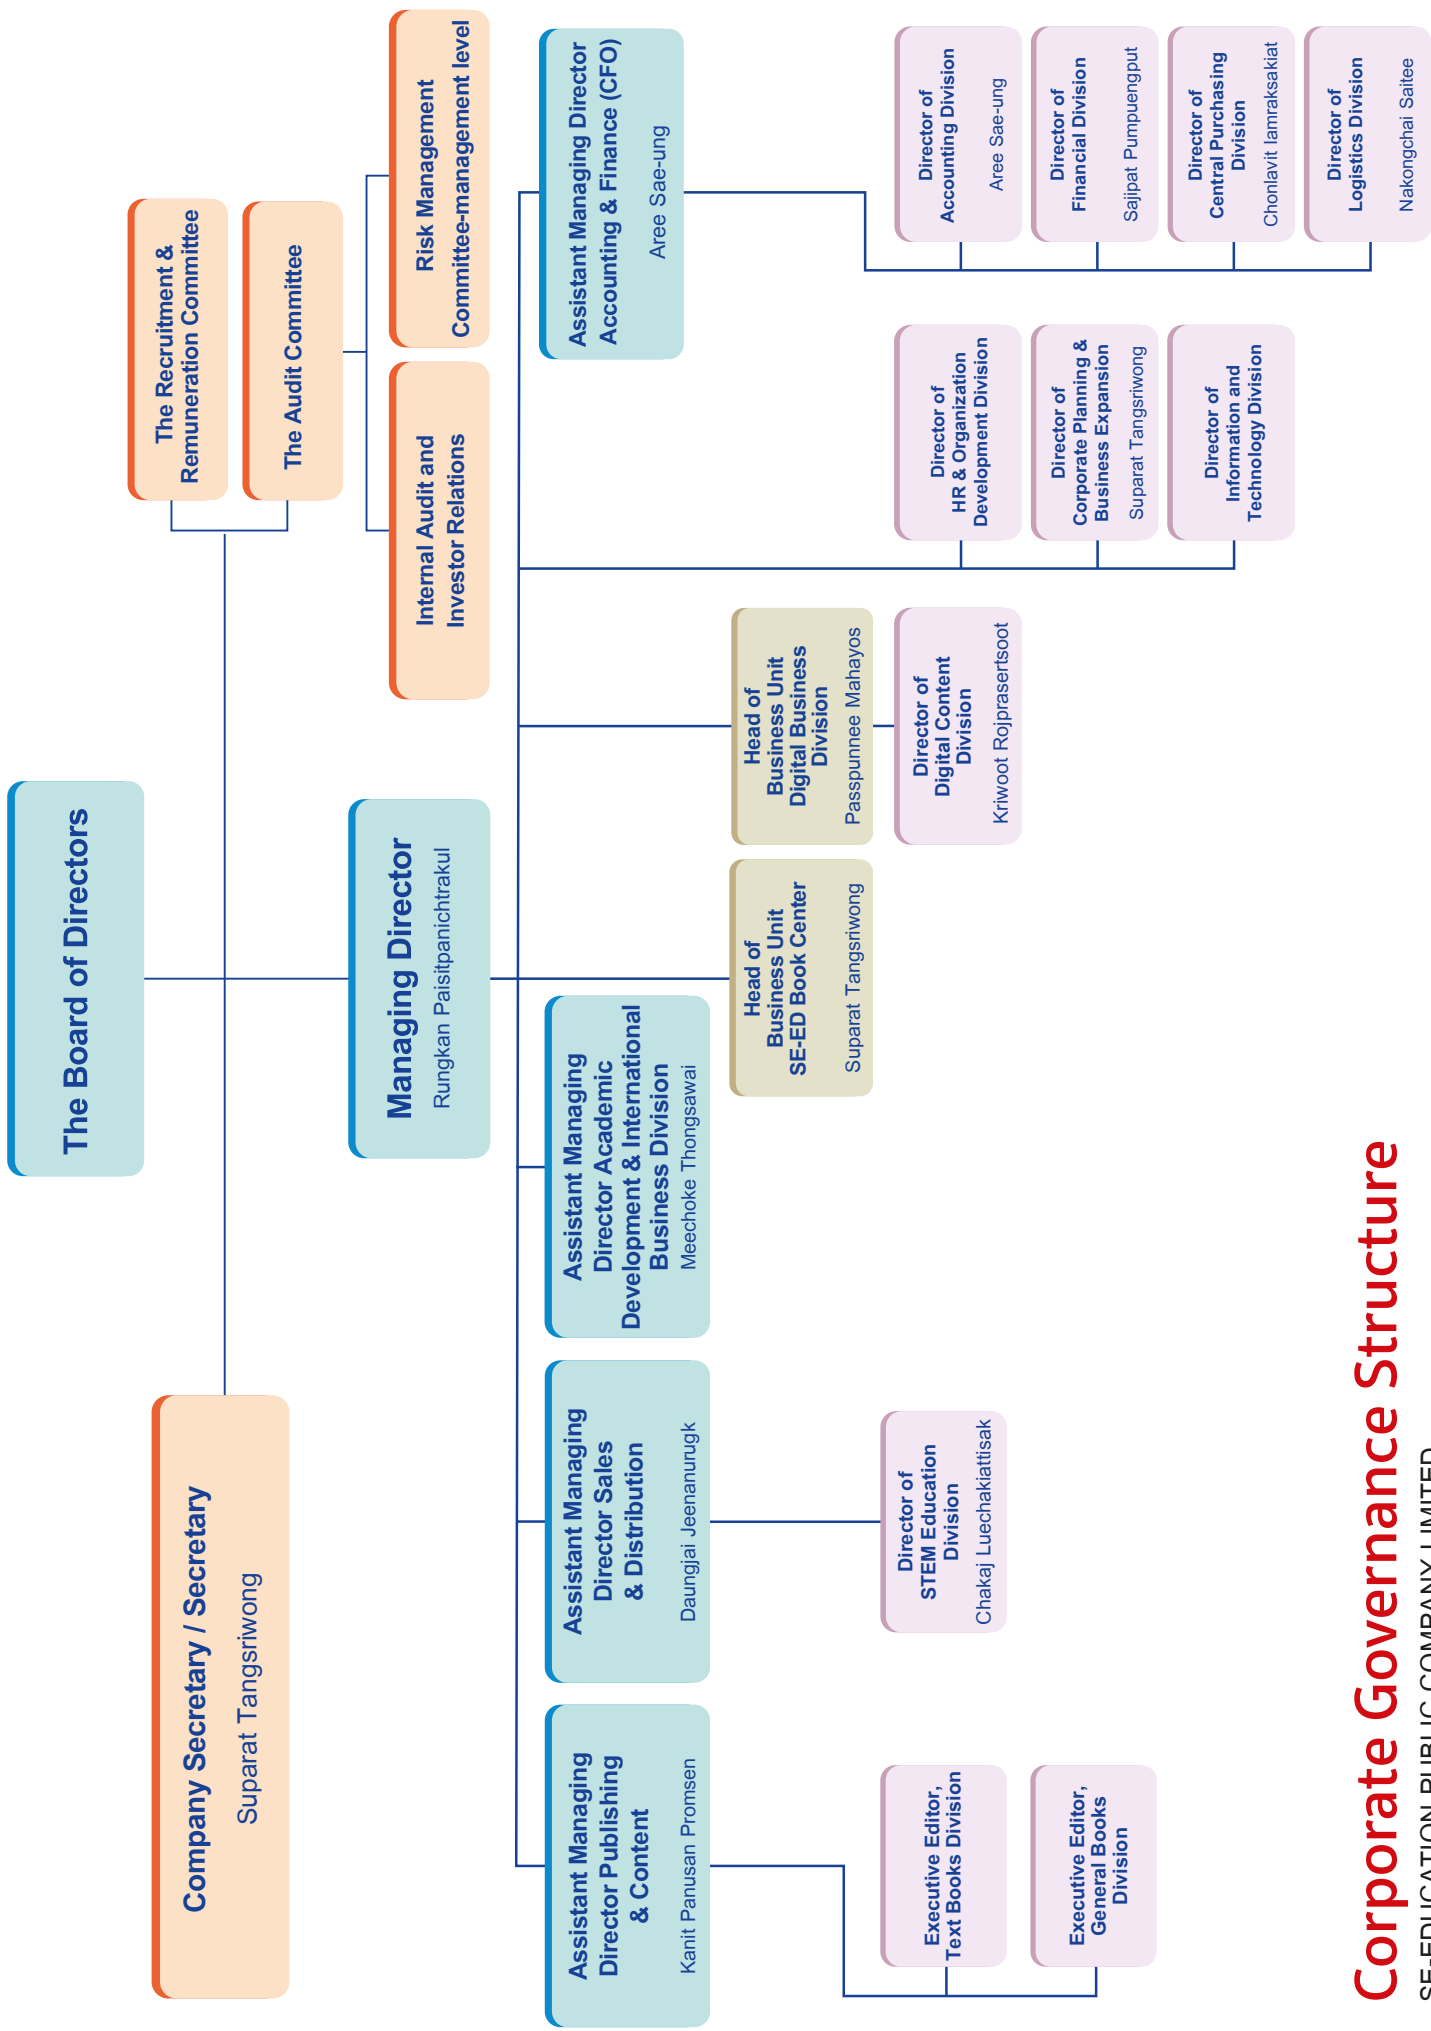 The Board of Directors
Company Secretary / Secretary
Suparat Tangsriwong
The Recruitment &
Remuneration Committee
The Audit Committee
Managing Director
Rungkan Paisitpanichtrakul
Internal Audit and
Investor Relations
Risk Management
Committee-management level
Assistant Managing
Director Publishing
& Content
Kanit Panusan Promsen
Assistant Managing
Director Sales
& Distribution
Daungjai Jeenanurugk
Assistant Managing
Director Academic
Development & International
Business Division
Meechoke Thongsawai
Assistant Managing Director
Accounting & Finance (CFO)
Aree Sae-ung
Head of
Business Unit
SE-ED Book Center
Suparat Tangsriwong
Head of
Business Unit
Digital Business
Division
Passpunnee Mahayos
Executive Editor,
Text Books Division
Executive Editor,
General Books
Division
Director of
STEM Education
Division
Chakaj Luechakiattisak
Director of
Digital Content
Division
Kriwoot Rojprasertsoot
Director of
HR & Organization
Development Division
Director of
Corporate Planning &
Business Expansion
Suparat Tangsriwong
Director of
Information and
Technology Division
Director of
Accounting Division
Aree Sae-ung
Director of
Financial Division
Sajipat Pumpuengput
Director of
Central Purchasing
Division
Chonlavit Iamraksakiat
Director of
Logistics Division
Nakongchai Saitee
Corporate Governance Structure
SE-EDUCATION PUBLIC COMPANY LIMITED